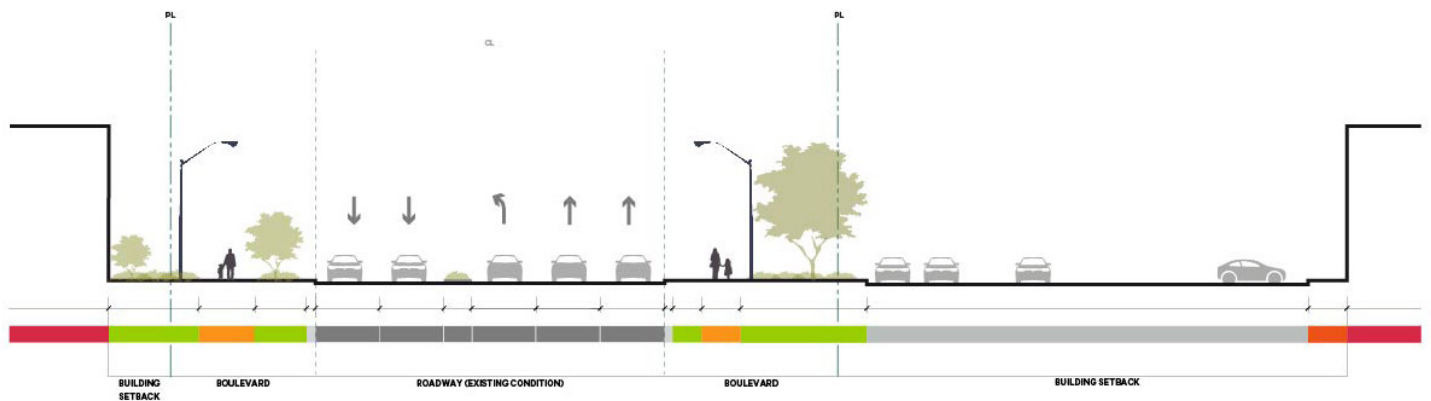 PL
PL
CL
BUILDING
SETBACK
BOULEVARD
ROADWAY (EXISTING CONDITION)
BOULEVARD
BUILDING SETBACK